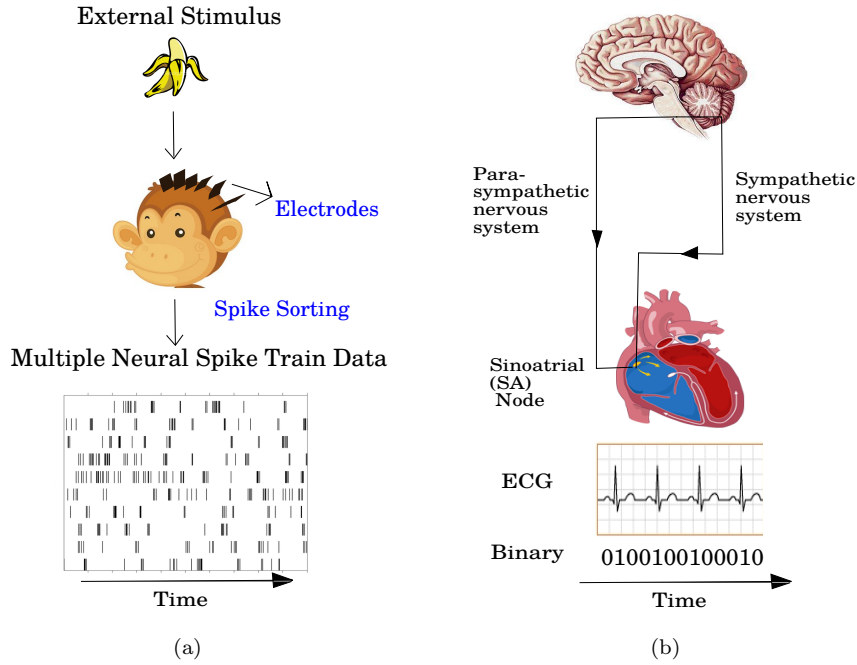 External Stimulus
Electrodes
Spike Sorting
Multiple Neural Spike Train Data
Time
(a)
Para-
sympathetic
nervous
system
Sympathetic
nervous
system
Sinoatrial
(SA)
Node
ECG
Binary 0100100100010
Time
(b)